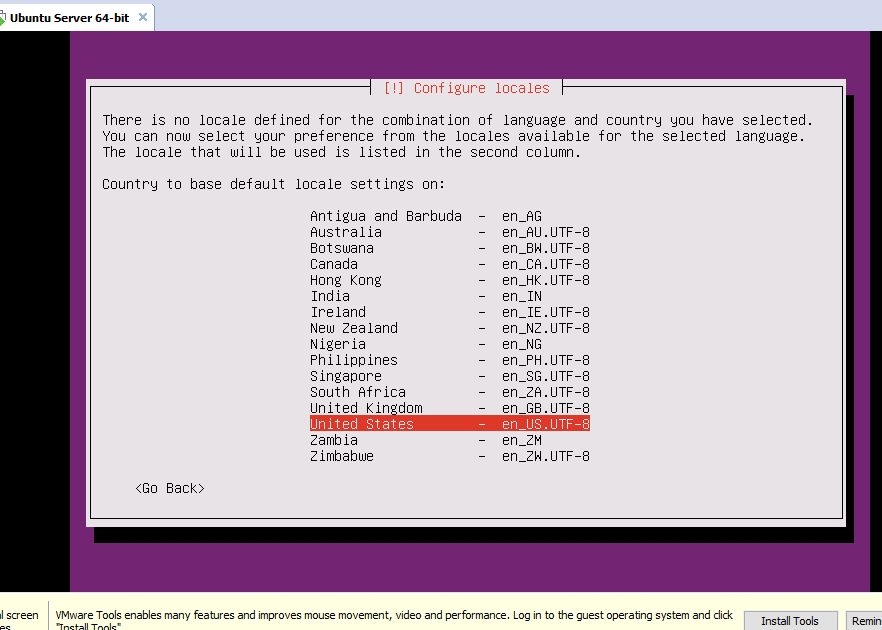 Ubuntu Server 64-bit
[!] Configure locales
There is no locale defined for the combination of language and country you have selected.
You can now select your preference from the locales available for the selected language.
The locale that will be used is listed in the second column.
Country to base default locale settings on:
Antigua and Barbuda - en_AG
Australia - en_AU.UTF-8
Botswana - en_BW.UTF-8
Canada - en_CA.UTF-8
Hong Kong - en_HK.UTF-8
India - en_IN
Ireland - en_IE.UTF-8
New Zealand - en_NZ.UTF-8
Nigeria - en_NG
Philippines - en_PH.UTF-8
Singapore - en_SG.UTF-8
South Africa - en_ZA.UTF-8
United Kingdom - en_GB.UTF-8
United States - en_US.UTF-8
Zambia - en_ZM
Zimbabwe - en_ZW.UTF-8
<Go Back>
screen
VMware Tools enables many features and improves mouse movement, video and performance. Log in to the guest operating system and click
"Install Tools"
Install Tools